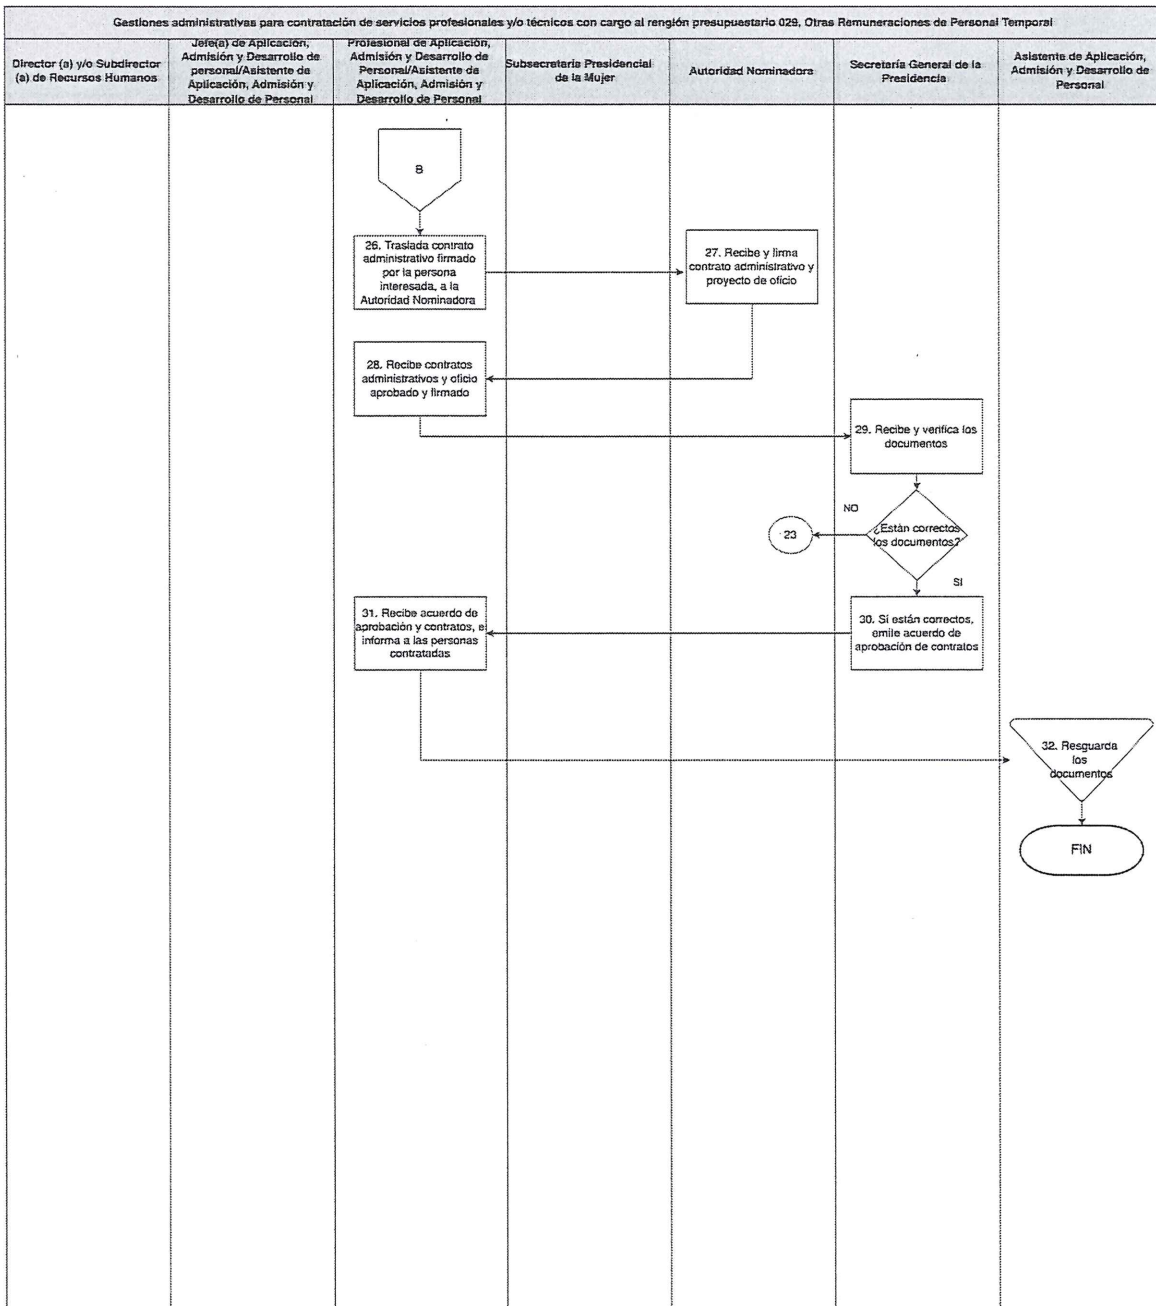 Gestiones administrativas para contratación de servicios profesionales y/o técnicos con cargo al renglón presupuestario 029, Otras Remuneraciones de Personal Temporal
Director (a) y/o Subdirector
(a) de Recursos Humanos
Jefe(a) de Aplicación,
Admisión y Desarrollo de
personal/Asistente de
Aplicación, Admisión y
Desarrollo de Personal
Profesional de Aplicación,
Admisión y Desarrollo de
Personal/Asistente de
Aplicación, Admisión y
Desarrollo de Personal
Subsecretaría Presidencial
de la Mujer
Autoridad Nominadora
Secretaría General de la
Presidencia
Asistente de Aplicación,
Admisión y Desarrollo de
Personal
B
26. Traslada contrato
administrativo firmado
por la persona
interesada, a la
Autoridad Nominadora
27. Recibe y firma
contrato administrativo y
proyecto de oficio
28. Recibe contratos
administrativos y oficio
aprobado y firmado
29. Recibe y verifica los
documentos
NO
¿Están correctos
los documentos?
23
SI
30. Sí están correctos,
emite acuerdo de
aprobación de contratos
31. Recibe acuerdo de
aprobación y contratos, e
informa a las personas
contratadas
32. Resguarda
los
documentos
FIN